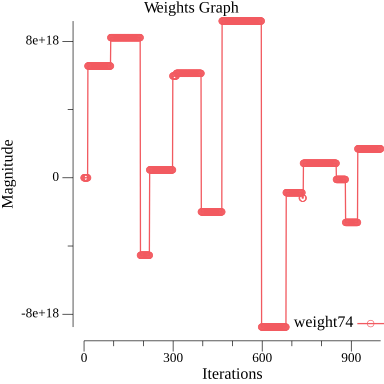 Weights Graph
8e+18
0
-8e+18
Magnitude
weight74
0 300 600 900
Iterations